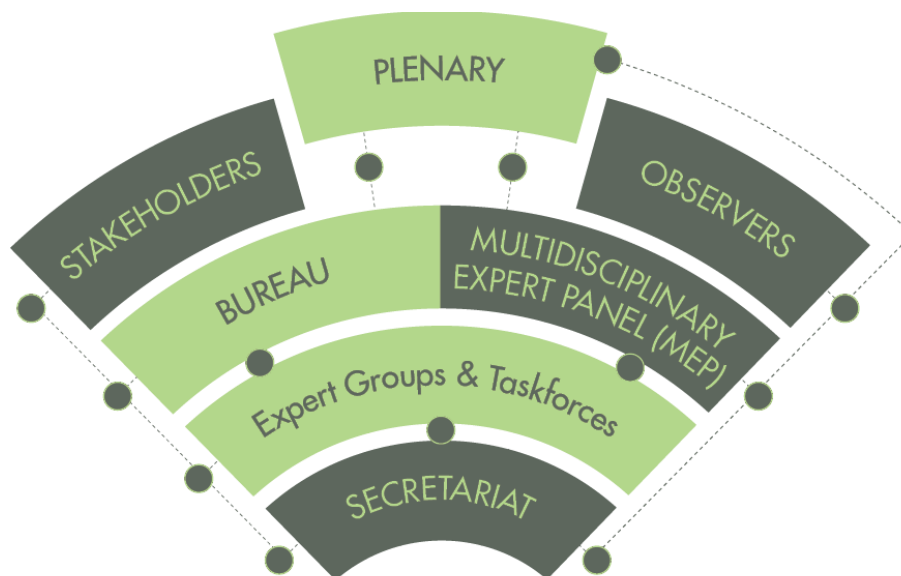 PLENARY
STAKEHOLDERS
OBSERVERS
BUREAU
MULTIDISCIPLINARY
EXPERT PANEL (MEP)
Expert Groups & Taskforces
SECRETARIAT